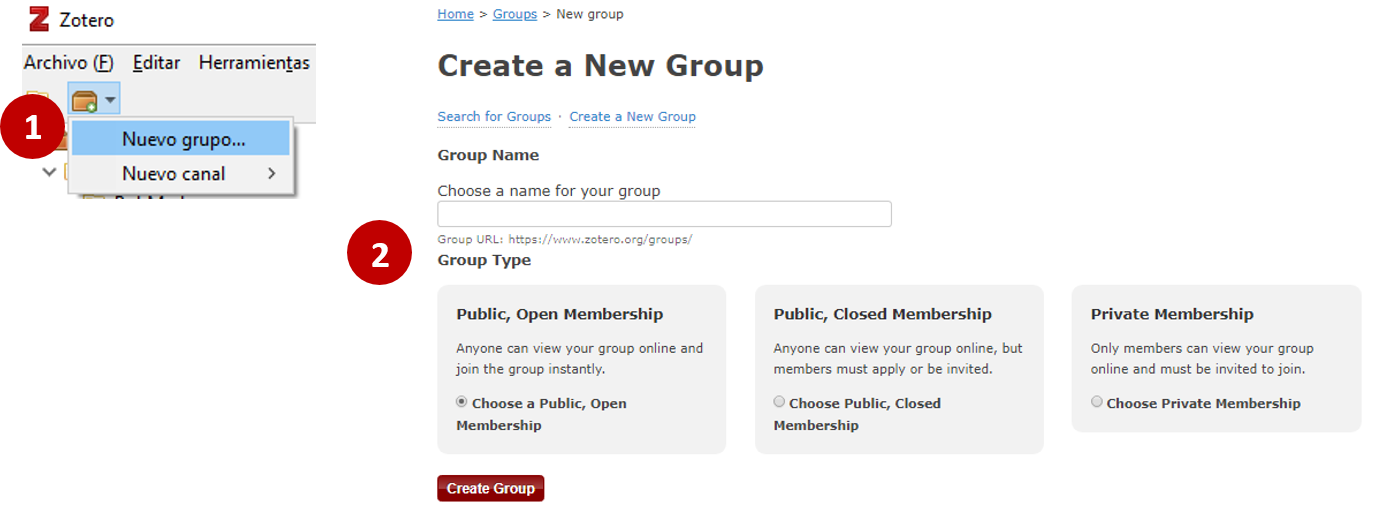 Zotero
Archivo (F) Editar Herramientas
1
Nuevo grupo...
Nuevo canal
Home > Groups > New group
Create a New Group
Search for Groups · Create a New Group
Group Name
Choose a name for your group
Group URL: https://www.zotero.org/groups/
2
Group Type
Public, Open Membership
Anyone can view your group online and
join the group instantly.
Choose a Public, Open
Membership
Public, Closed Membership
Anyone can view your group online, but
members must apply or be invited.
Choose Public, Closed
Membership
Private Membership
Only members can view your group
online and must be invited to join.
Choose Private Membership
Create Group